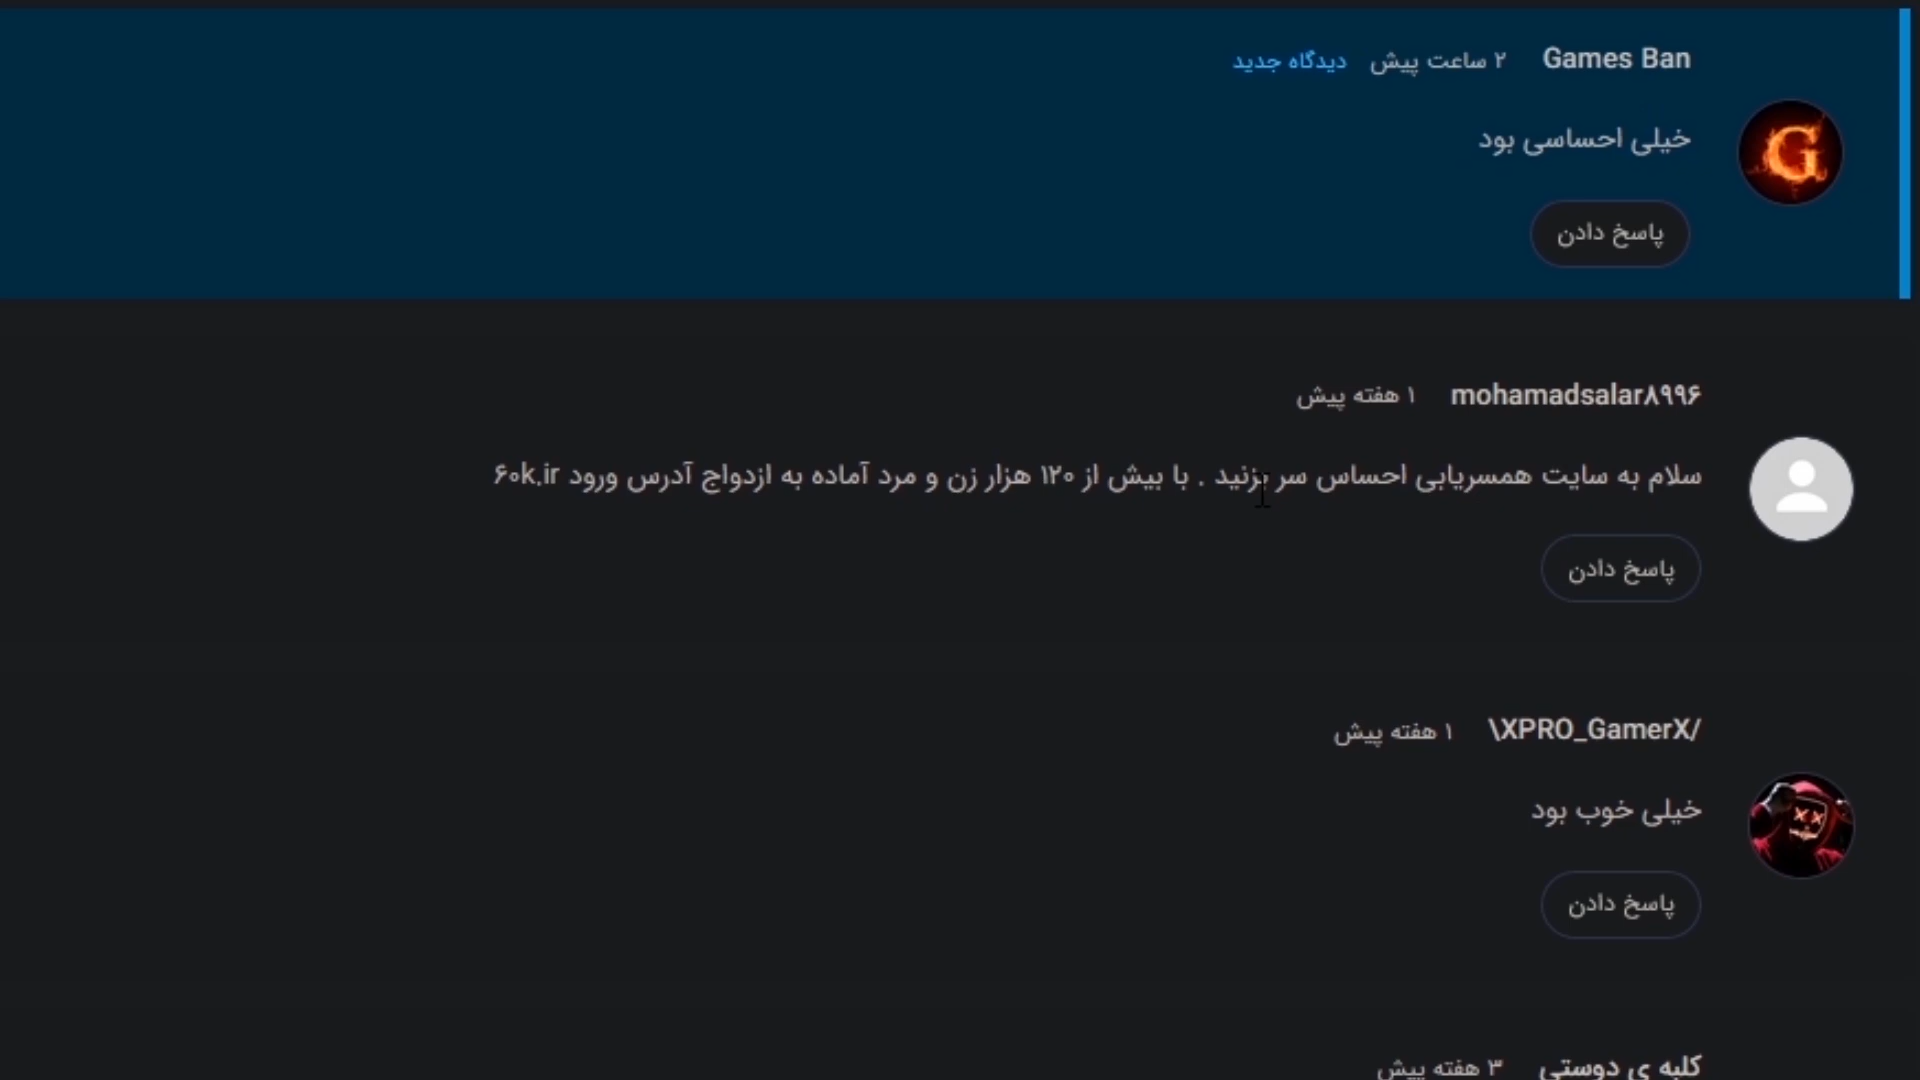 Games Ban ۲ ساعت پیش دیدگاه جدید
خیلی احساسی بود
پاسخ دادن
mohamadsalar۸۹۹۶ ۱ هفته پیش
سلام به سایت همسریابی احساس سر بزنید . با بیش از ۱۲۰ هزار زن و مرد آماده به ازدواج آدرس ورود ۶۰k.ir
پاسخ دادن
\XPRO_GamerX/ ۱ هفته پیش
خیلی خوب بود
پاسخ دادن
کلبه ی دوستی ۳ هفته پیش